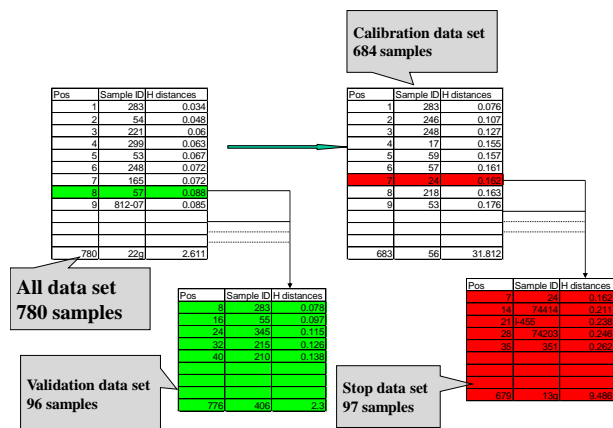 Calibration data set
684 samples
Pos Sample ID H distances
1 283 0.034
2 54 0.048
3 221 0.06
4 299 0.063
5 53 0.067
6 248 0.072
7 165 0.072
8 57 0.088
9 812-07 0.085
780 22g 2.611
All data set
780 samples
Pos Sample ID H distances
1 283 0.076
2 246 0.107
3 248 0.127
4 17 0.155
5 59 0.157
6 57 0.161
7 24 0.162
8 218 0.163
9 53 0.176
683 56 31.812
Pos Sample ID H distances
8 283 0.078
16 55 0.097
24 345 0.115
32 215 0.126
40 210 0.138
776 406 2.3
Validation data set
96 samples
Pos Sample ID H distances
7 24 0.162
14 74414 0.211
21 I-455 0.238
28 74203 0.246
35 351 0.262
679 13g 9.486
Stop data set
97 samples